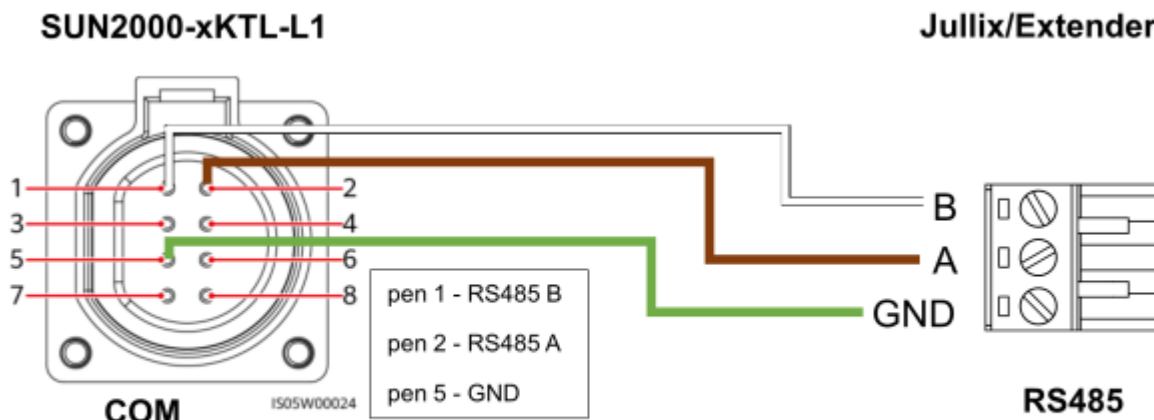 SUN2000-xKTL-L1
Jullix/Extender
1
2
3
4
5
6
7
8
B
A
GND
pen 1 - RS485 B
pen 2 - RS485 A
pen 5 - GND
COM
IS05W00024
RS485